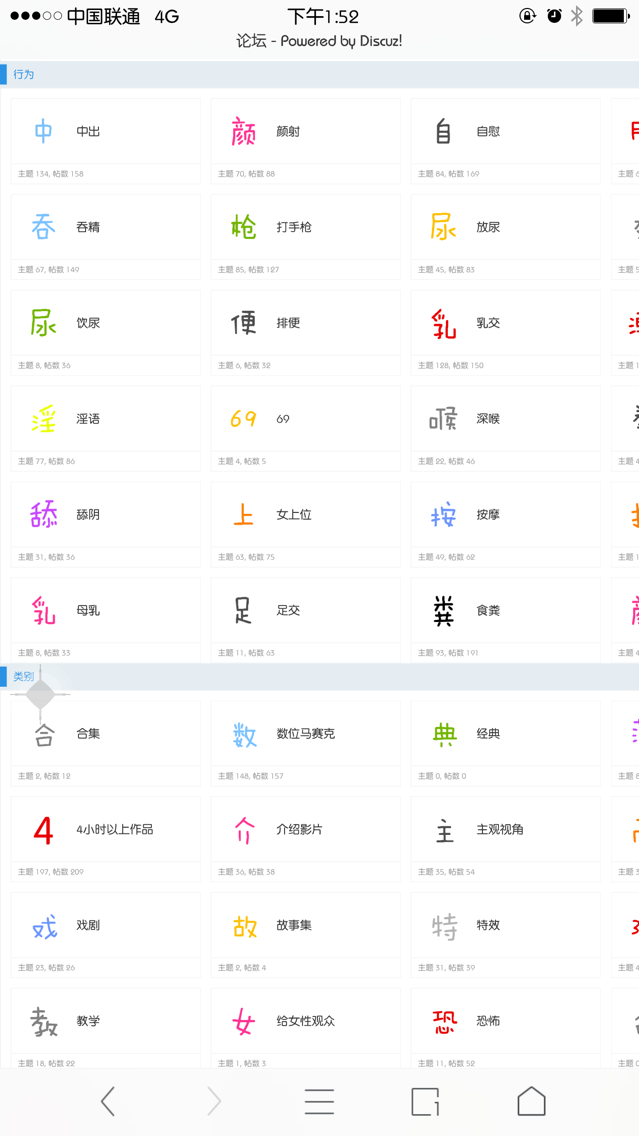 中国联通 4G 下午1:52
论坛 - Powered by Discuz!
行为
中 中出 颜 颜射 自 自慰
主题 134, 帖数 158 主题 70, 帖数 88 主题 84, 帖数 169
吞 吞精 枪 打手枪 尿 放尿
主题 67, 帖数 149 主题 85, 帖数 127 主题 45, 帖数 83
尿 饮尿 便 排便 乳 乳交
主题 8, 帖数 36 主题 6, 帖数 32 主题 128, 帖数 150
淫 淫语 69 69 喉 深喉
主题 77, 帖数 86 主题 4, 帖数 5 主题 22, 帖数 46
舔 舔阴 上 女上位 按 按摩
主题 31, 帖数 36 主题 63, 帖数 75 主题 49, 帖数 62
乳 母乳 足 足交 粪 食粪
主题 8, 帖数 33 主题 11, 帖数 63 主题 93, 帖数 191
类别
合 合集 数 数位马赛克 典 经典
主题 2, 帖数 12 主题 148, 帖数 157 主题 0, 帖数 0
4 4小时以上作品 介 介绍影片 主 主观视角
主题 197, 帖数 209 主题 36, 帖数 38 主题 35, 帖数 54
戏 戏剧 故 故事集 特 特效
主题 23, 帖数 26 主题 2, 帖数 4 主题 31, 帖数 39
教 教学 女 给女性观众 恐 恐怖
主题 18, 帖数 22 主题 1, 帖数 3 主题 11, 帖数 52
1